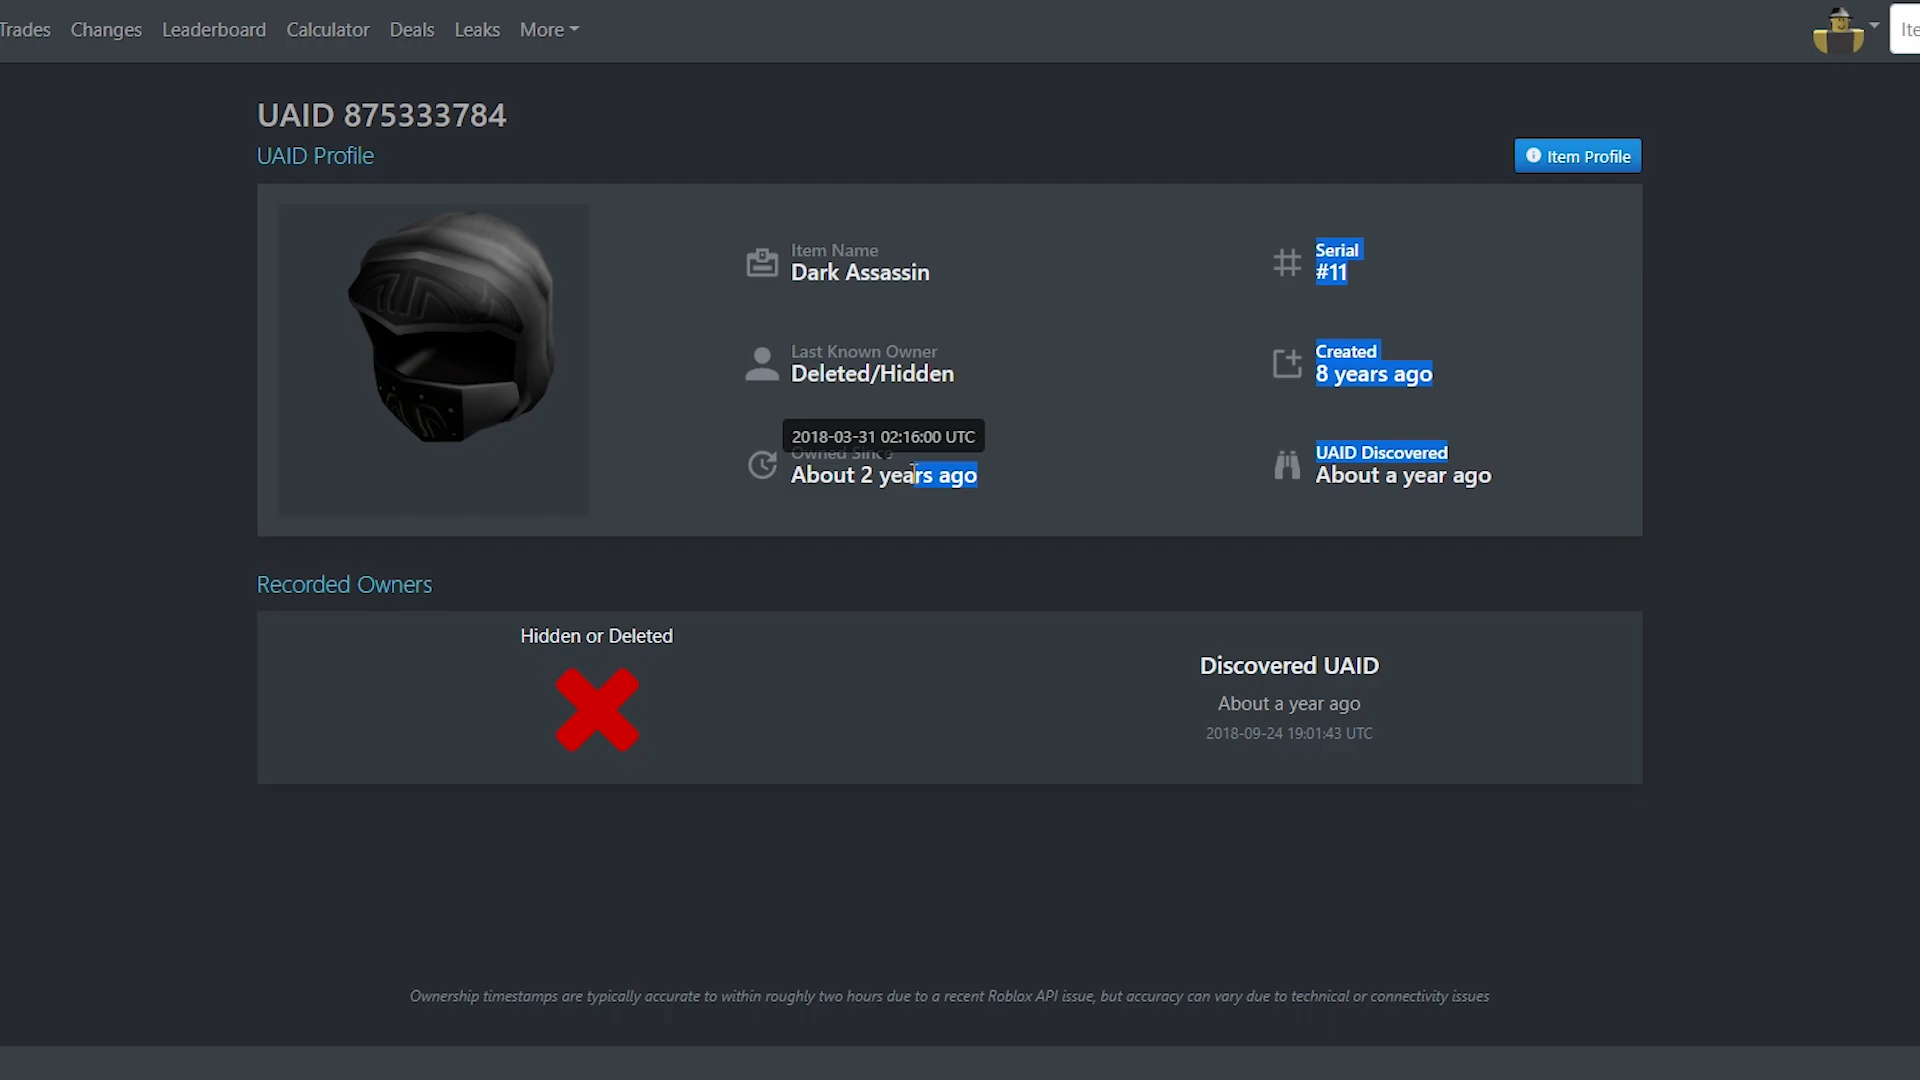 Trades Changes Leaderboard Calculator Deals Leaks More
Ite
UAID 875333784
UAID Profile
Item Profile
Item Name
Dark Assassin
Serial
#11
Last Known Owner
Deleted/Hidden
Created
8 years ago
2018-03-31 02:16:00 UTC
Owned Since
About 2 years ago
UAID Discovered
About a year ago
Recorded Owners
Hidden or Deleted
Discovered UAID
About a year ago
2018-09-24 19:01:43 UTC
Ownership timestamps are typically accurate to within roughly two hours due to a recent Roblox API issue, but accuracy can vary due to technical or connectivity issues